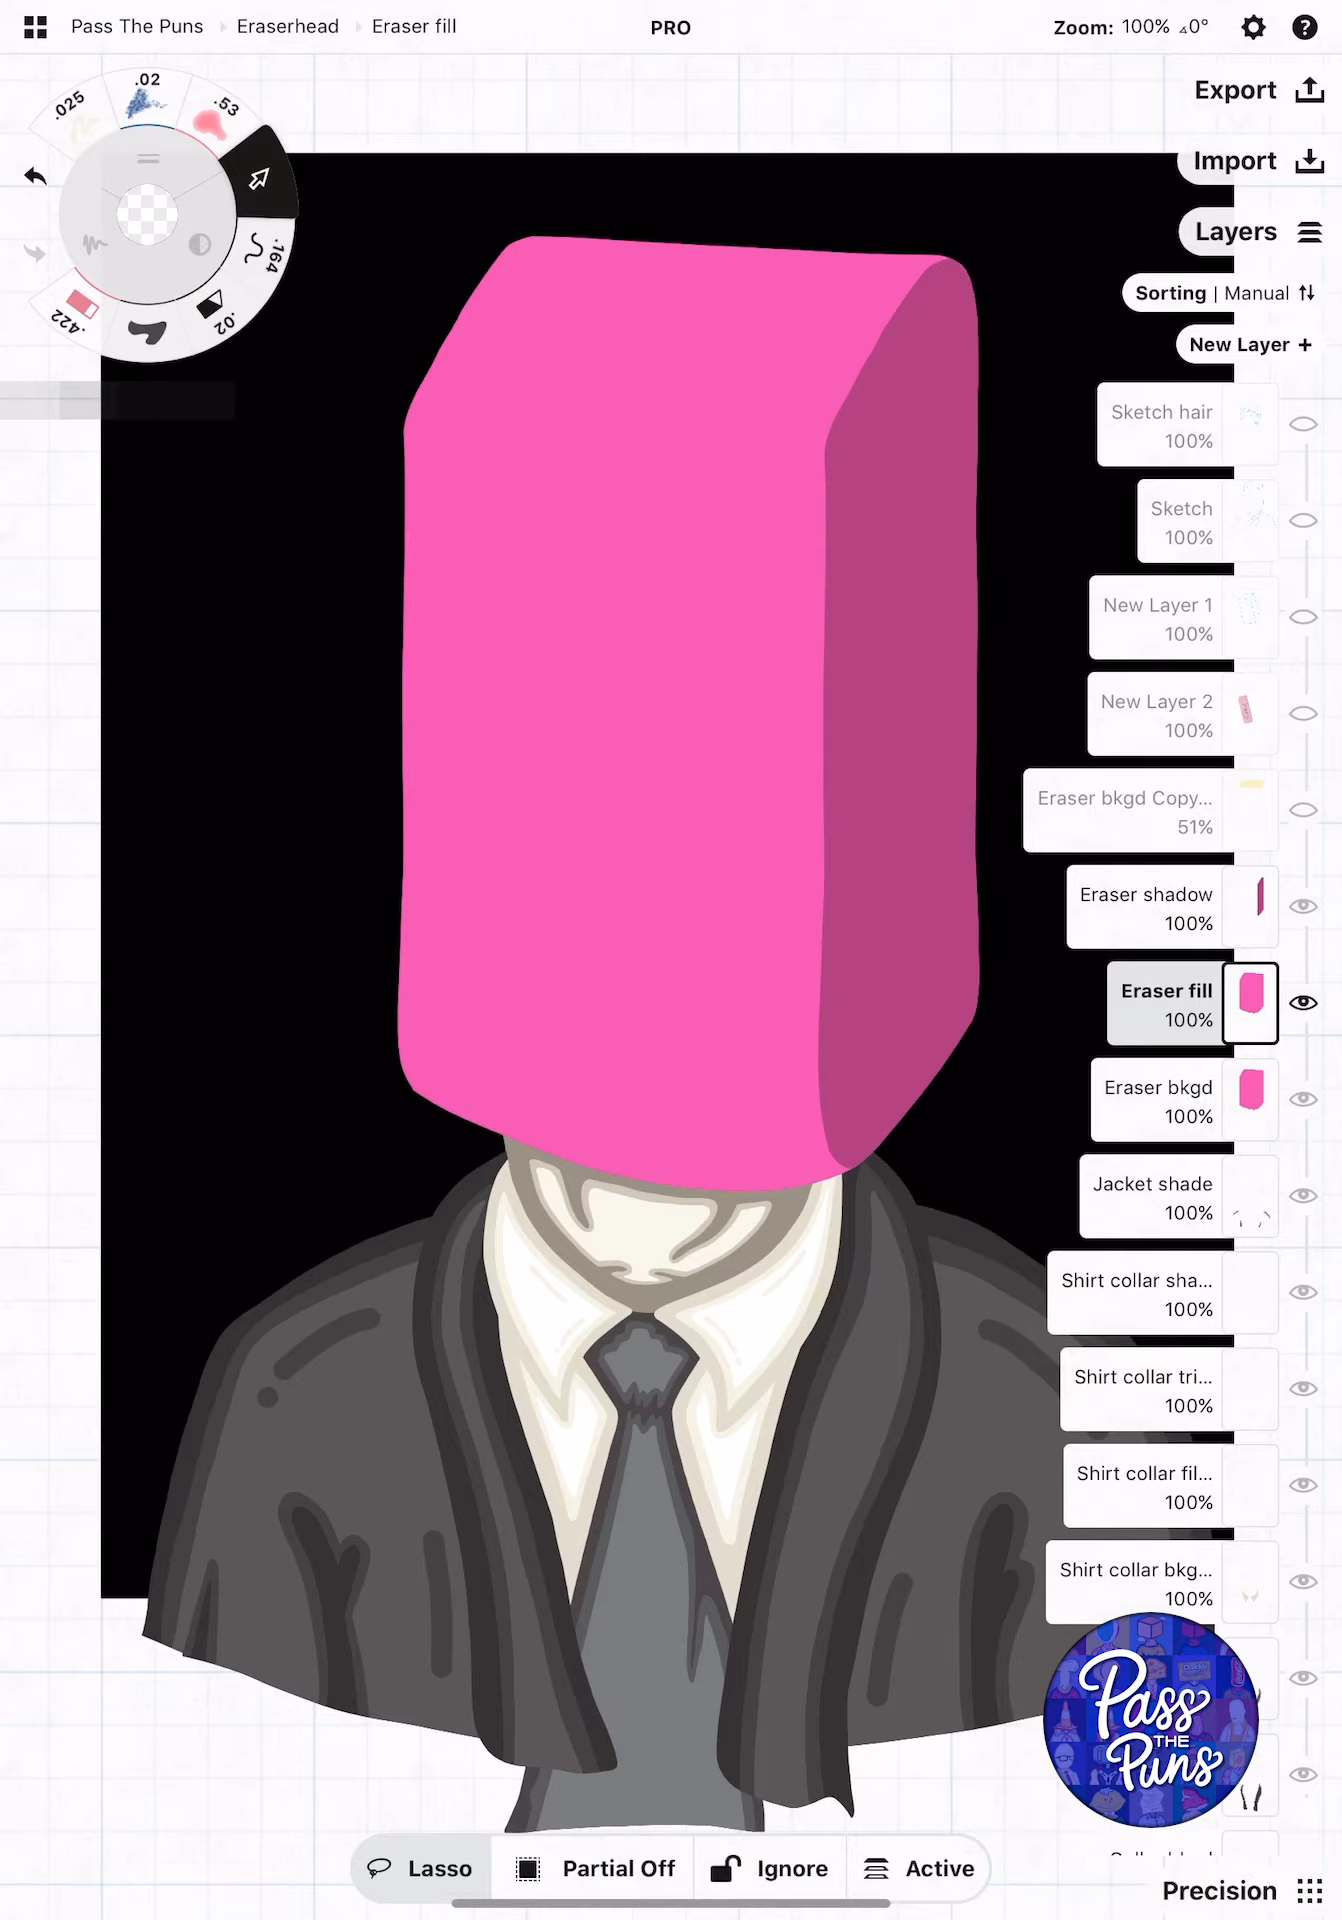 Pass The Puns
Eraserhead
Eraser fill
PRO
Zoom: 100% ⦟0°
.025
.02
.53
.164
.02
.422
Export
Import
Layers
Sorting | Manual
New Layer +
Sketch hair
100%
Sketch
100%
New Layer 1
100%
New Layer 2
100%
Eraser bkgd Copy...
51%
Eraser shadow
100%
Eraser fill
100%
Eraser bkgd
100%
Jacket shade
100%
Shirt collar sha...
100%
Shirt collar tri...
100%
Shirt collar fil...
100%
Shirt collar bkg...
100%
Pass
THE
Puns
Lasso
Partial Off
Ignore
Active
Precision